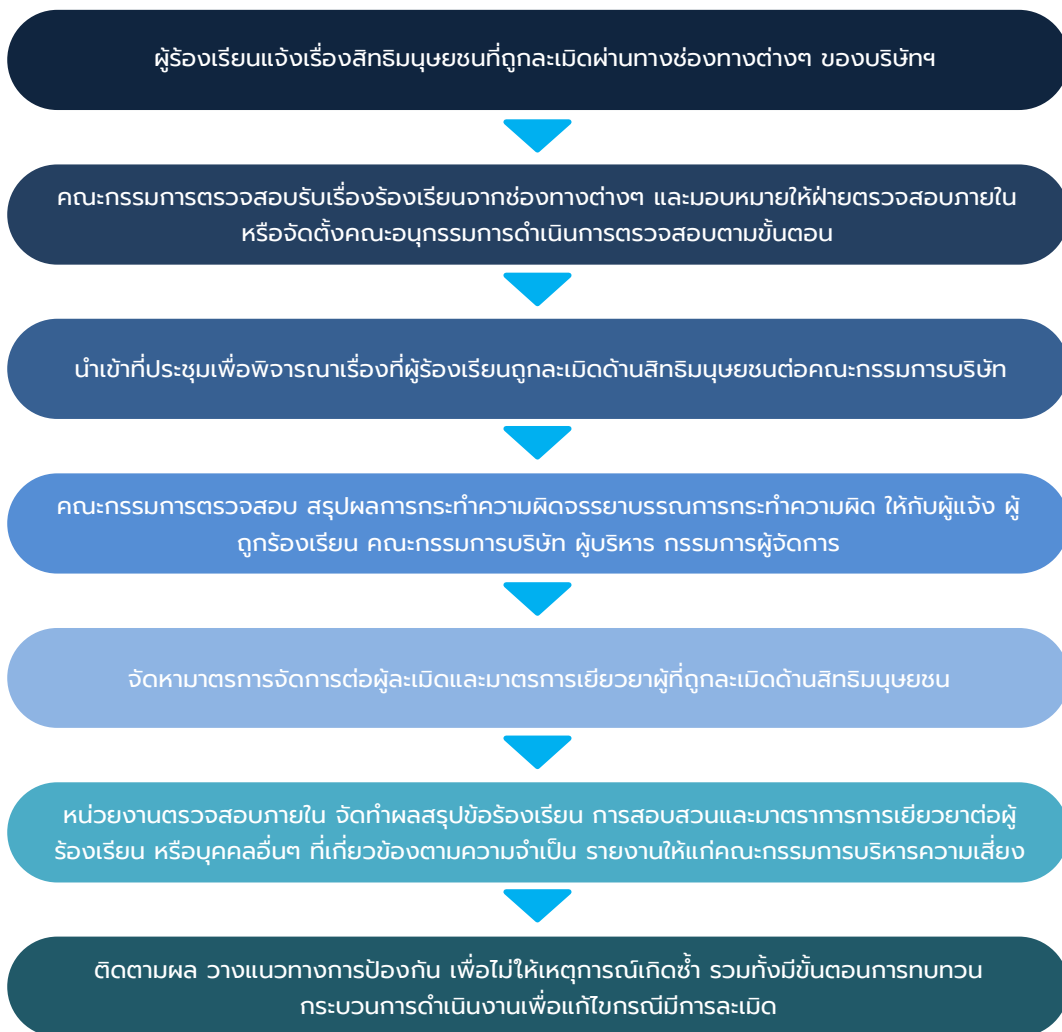 ผู้ร้องเรียนแจ้งเรื่องสิทธิมนุษยชนที่ถูกละเมิดผ่านทางช่องทางต่างๆ ของบริษัทฯ
คณะกรรมการตรวจสอบรับเรื่องร้องเรียนจากช่องทางต่างๆ และมอบหมายให้ฝ่ายตรวจสอบภายใน
หรือจัดตั้งคณะอนุกรรมการดำเนินการตรวจสอบตามขั้นตอน
นำเข้าที่ประชุมเพื่อพิจารณาเรื่องที่ผู้ร้องเรียนถูกละเมิดด้านสิทธิมนุษยชนต่อคณะกรรมการบริษัท
คณะกรรมการตรวจสอบ สรุปผลการกระทำความผิดจรรยาบรรณการกระทำความผิด ให้กับผู้แจ้ง ผู้
ถูกร้องเรียน คณะกรรมการบริษัท ผู้บริหาร กรรมการผู้จัดการ
จัดหามาตรการจัดการต่อผู้ละเมิดและมาตรการเยียวยาผู้ที่ถูกละเมิดด้านสิทธิมนุษยชน
หน่วยงานตรวจสอบภายใน จัดทำผลสรุปข้อร้องเรียน การสอบสวนและมาตราการการเยียวยาต่อผู้
ร้องเรียน หรือบุคคลอื่นๆ ที่เกี่ยวข้องตามความจำเป็น รายงานให้แก่คณะกรรมการบริหารความเสี่ยง
ติดตามผล วางแนวทางการป้องกัน เพื่อไม่ให้เหตุการณ์เกิดซ้ำ รวมทั้งมีขั้นตอนการทบทวน
กระบวนการดำเนินงานเพื่อแก้ไขกรณีมีการละเมิด